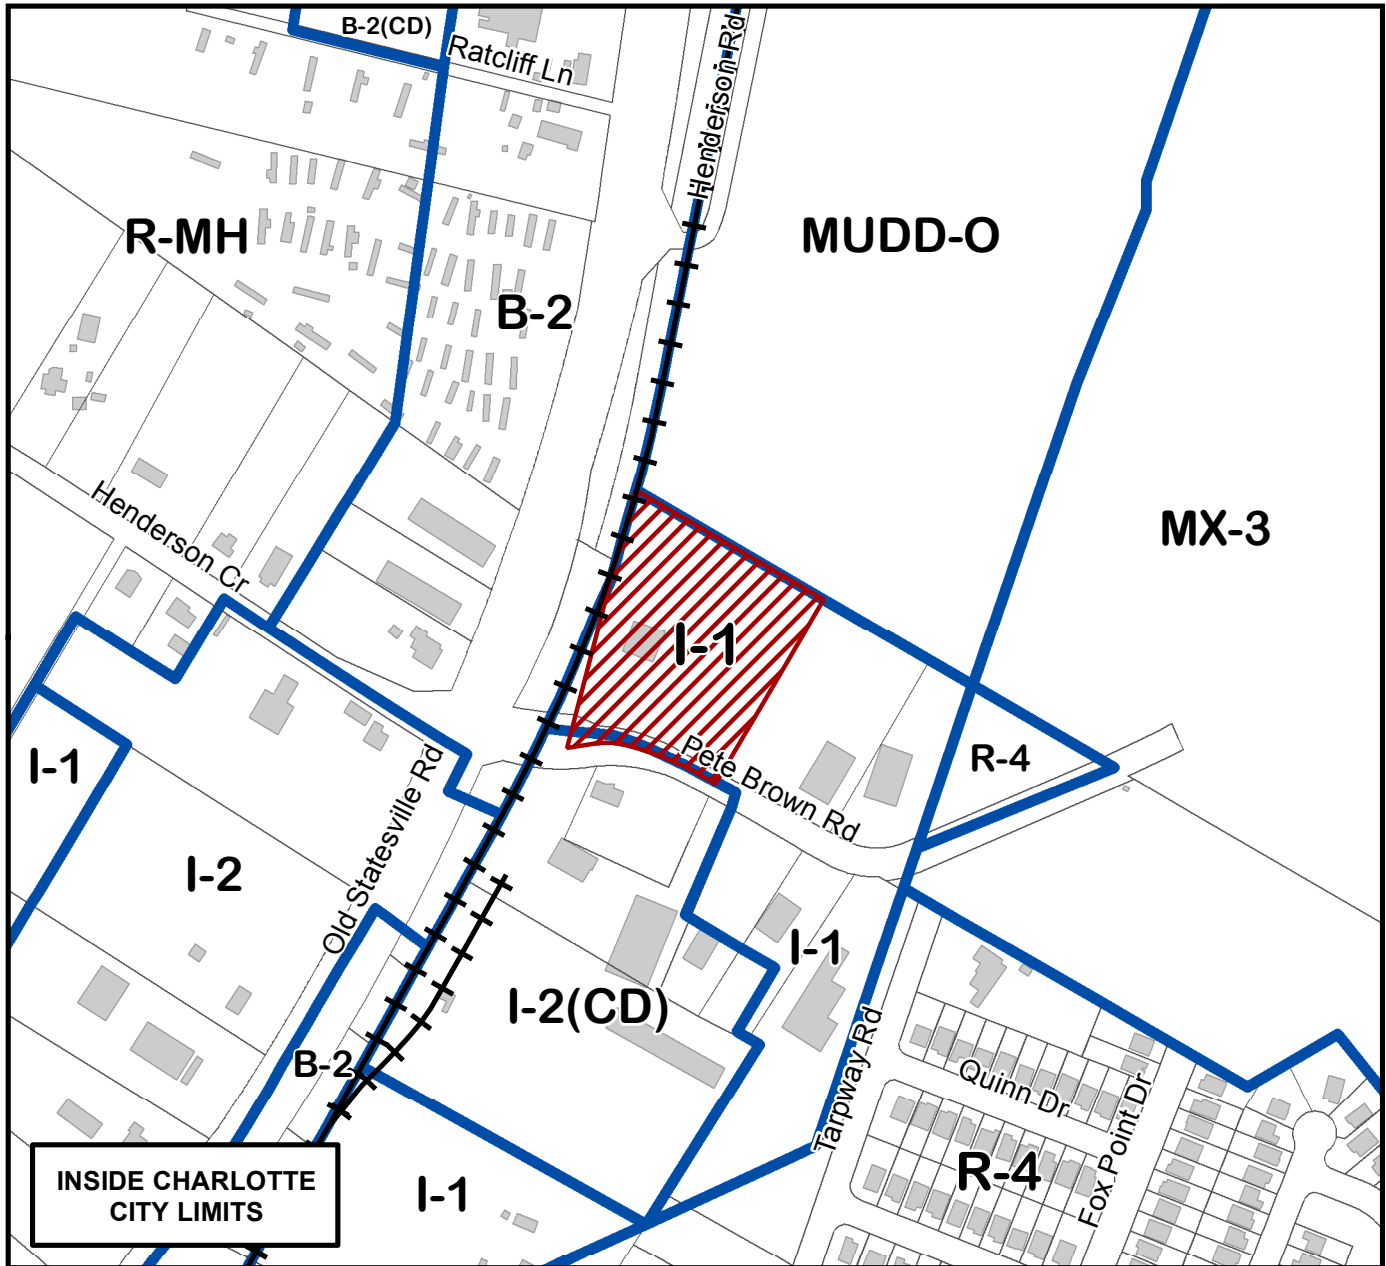 B-2(CD)
Ratcliff Ln
Henderson Rd
R-MH
MUDD-O
B-2
Henderson Cr
MX-3
I-1
Pete Brown Rd
R-4
I-1
Old Statesville Rd
I-2
I-1
I-2(CD)
Tarpway Rd
B-2
Quinn Dr
Fox Point Dr
R-4
I-1
INSIDE CHARLOTTE
CITY LIMITS